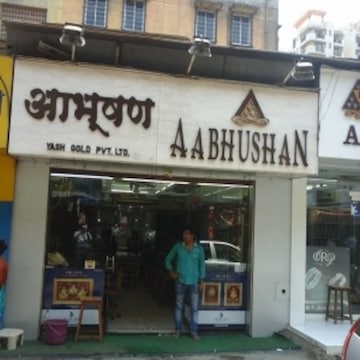 आभूषण
YASH GOLD PVT. LTD.
AABHUSHAN
A